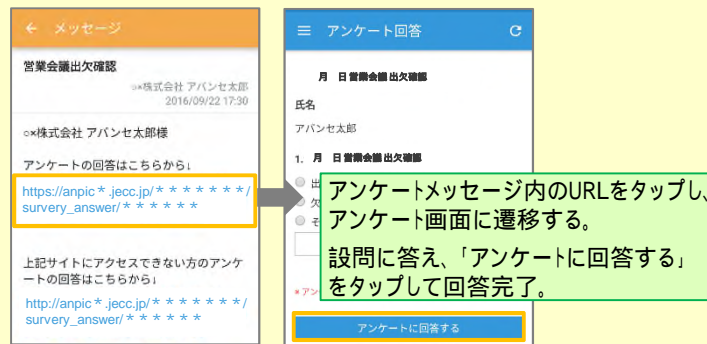 メッセージ
営業会議出欠確認
○×株式会社 アバンセ太郎
2016/09/22 17:30
○×株式会社 アバンセ太郎様
アンケートの回答はこちらから↓
https://anpic*.jecc.jp/*******/
survery_answer/******
上記サイトにアクセスできない方のアンケ
ートの回答はこちらから↓
http://anpic*.jecc.jp/*******/
survery_answer/******
アンケート回答
月 日 営業会議 出欠確認
氏名
アバンセ太郎
1. 月 日 営業会議 出欠確認
出
欠
そ
アンケートメッセージ内のURLをタップし、
アンケート画面に遷移する。
設問に答え、「アンケートに回答する」
をタップして回答完了。
*アン
アンケートに回答する